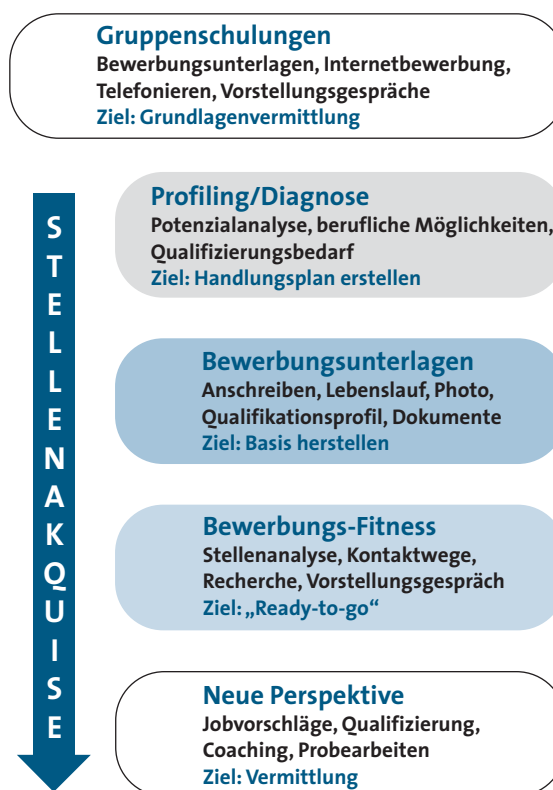 Gruppenschulungen
Bewerbungsunterlagen, Internetbewerbung,
Telefonieren, Vorstellungsgespräche
Ziel: Grundlagenvermittlung
STELLENAKQUISE
Profiling/Diagnose
Potenzialanalyse, berufliche Möglichkeiten,
Qualifizierungsbedarf
Ziel: Handlungsplan erstellen
Bewerbungsunterlagen
Anschreiben, Lebenslauf, Photo,
Qualifikationsprofil, Dokumente
Ziel: Basis herstellen
Bewerbungs-Fitness
Stellenanalyse, Kontaktwege,
Recherche, Vorstellungsgespräch
Ziel: „Ready-to-go“
Neue Perspektive
Jobvorschläge, Qualifizierung,
Coaching, Probearbeiten
Ziel: Vermittlung